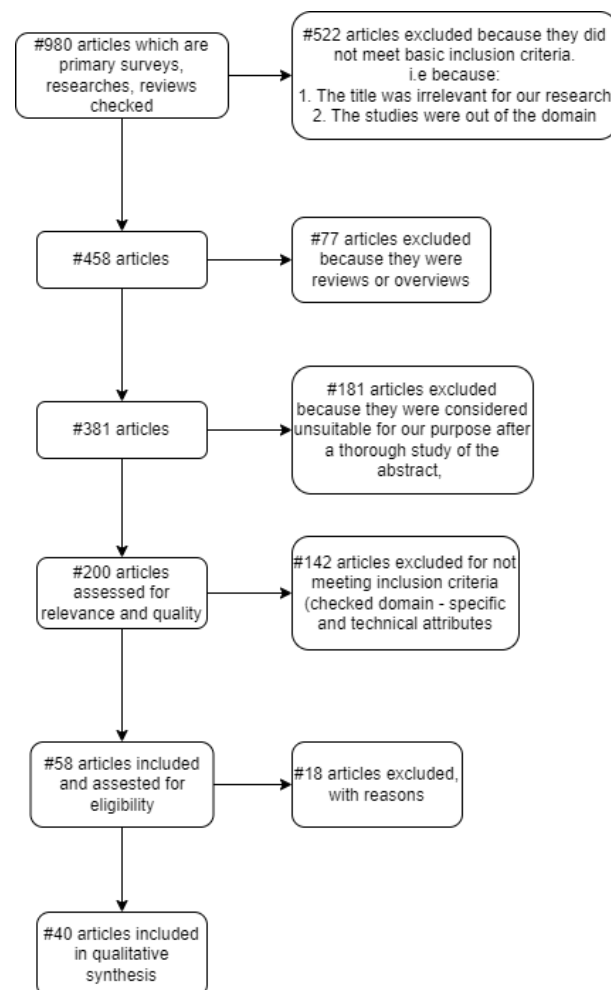 #980 articles which are
primary surveys,
researches, reviews
checked
#522 articles excluded because they did
not meet basic inclusion criteria.
i.e because:
1. The title was irrelevant for our research
2. The studies were out of the domain
#458 articles
#77 articles excluded
because they were
reviews or overviews
#381 articles
#181 articles excluded
because they were considered
unsuitable for our purpose after
a thorough study of the
abstract,
#200 articles
assessed for
relevance and quality
#142 articles excluded for not
meeting inclusion criteria
(checked domain - specific
and technical attributes
#58 articles included
and assested for
eligibility
#18 articles excluded,
with reasons
#40 articles included
in qualitative
synthesis